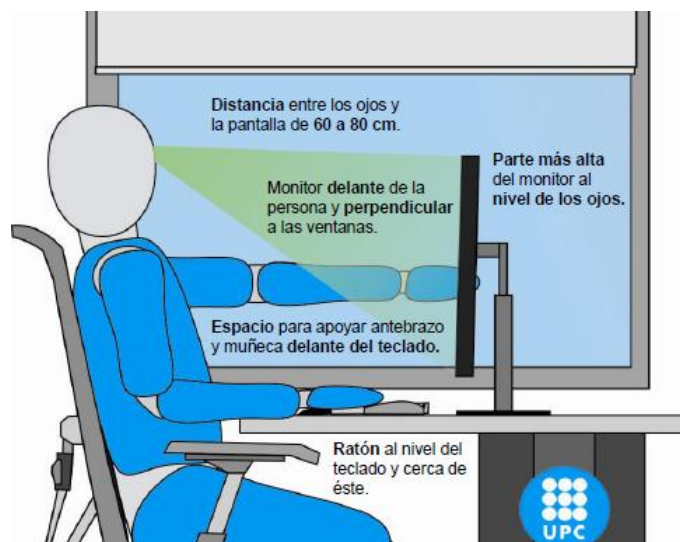 Distancia entre los ojos y
la pantalla de 60 a 80 cm.
Parte más alta
del monitor al
nivel de los ojos.
Monitor delante de la
persona y perpendicular
a las ventanas.
Espacio para apoyar antebrazo
y muñeca delante del teclado.
Ratón al nivel del
teclado y cerca de
éste.
UPC